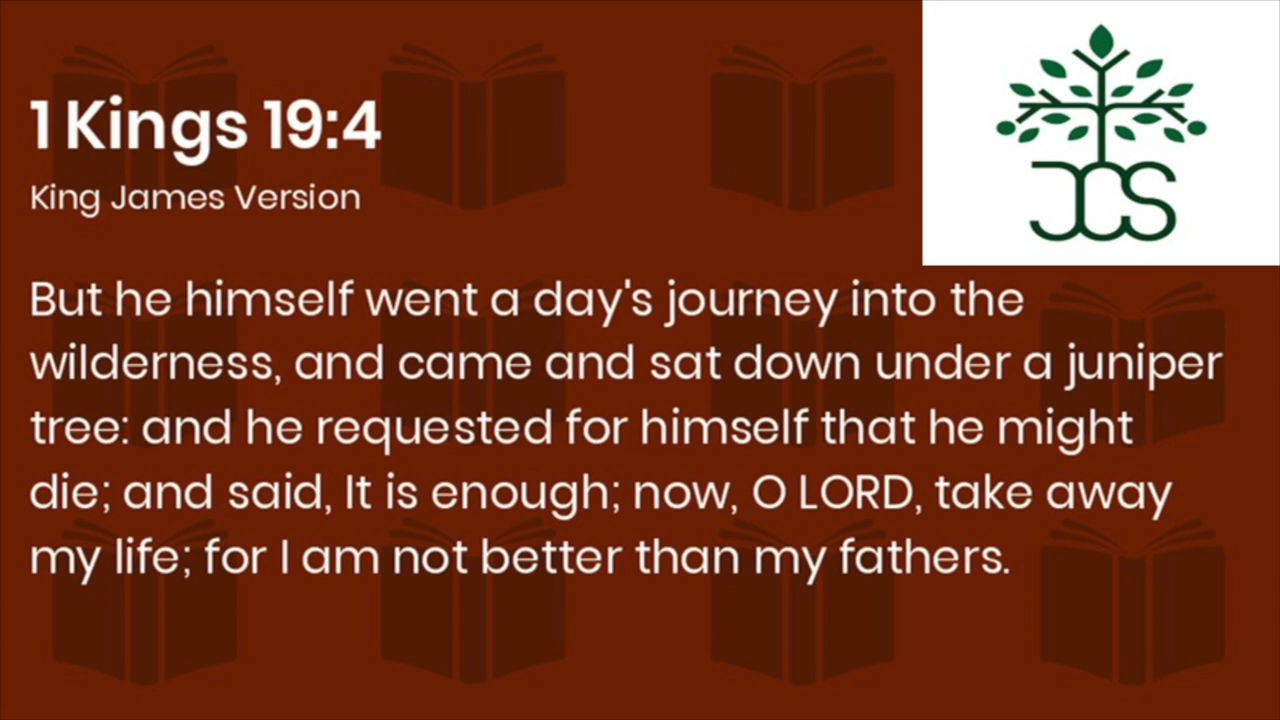 1 Kings 19:4
King James Version
JCS
But he himself went a day's journey into the
wilderness, and came and sat down under a juniper
tree: and he requested for himself that he might
die; and said, It is enough; now, O LORD, take away
my life; for I am not better than my fathers.